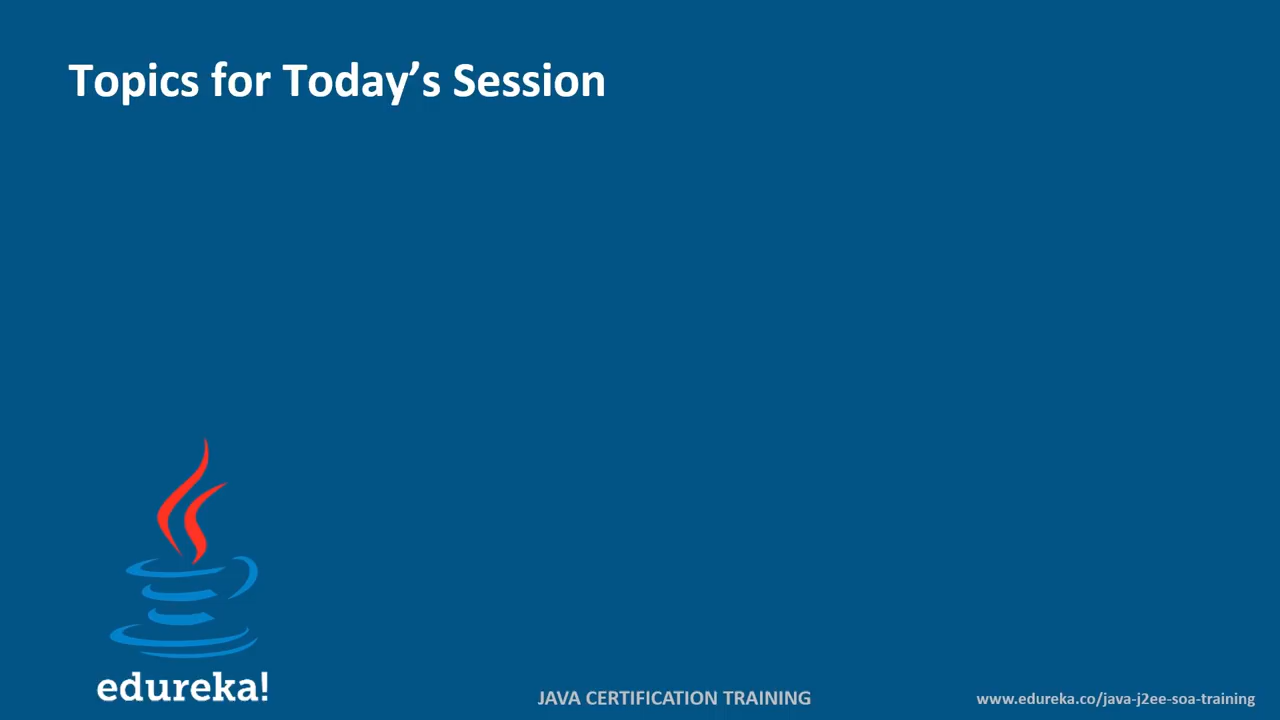 Topics for Today’s Session
edureka!
JAVA CERTIFICATION TRAINING
www.edureka.co/java-j2ee-soa-training